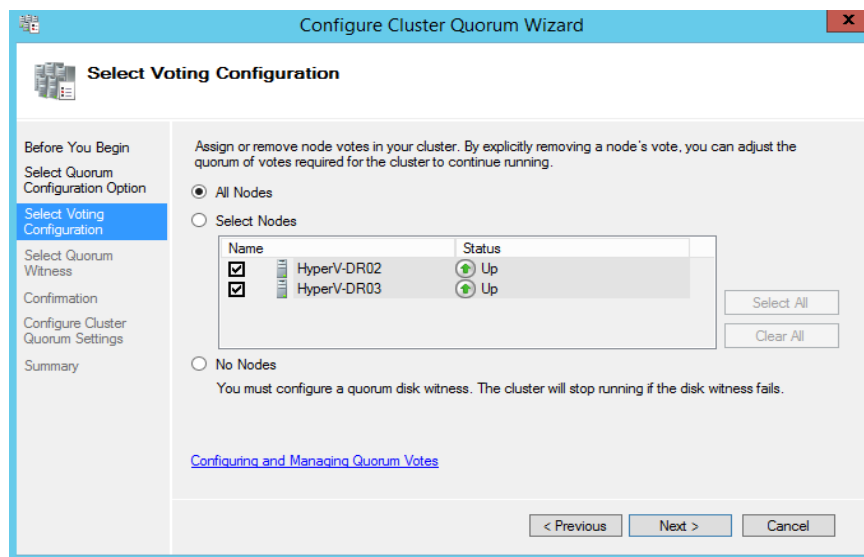 Configure Cluster Quorum Wizard
x
Select Voting Configuration
Before You Begin
Select Quorum
Configuration Option
Select Voting
Configuration
Select Quorum
Witness
Confirmation
Configure Cluster
Quorum Settings
Summary
Assign or remove node votes in your cluster. By explicitly removing a node's vote, you can adjust the
quorum of votes required for the cluster to continue running.
All Nodes
Select Nodes
Name Status
HyperV-DR02 Up
HyperV-DR03 Up
Select All
Clear All
No Nodes
You must configure a quorum disk witness. The cluster will stop running if the disk witness fails.
Configuring and Managing Quorum Votes
< Previous Next > Cancel